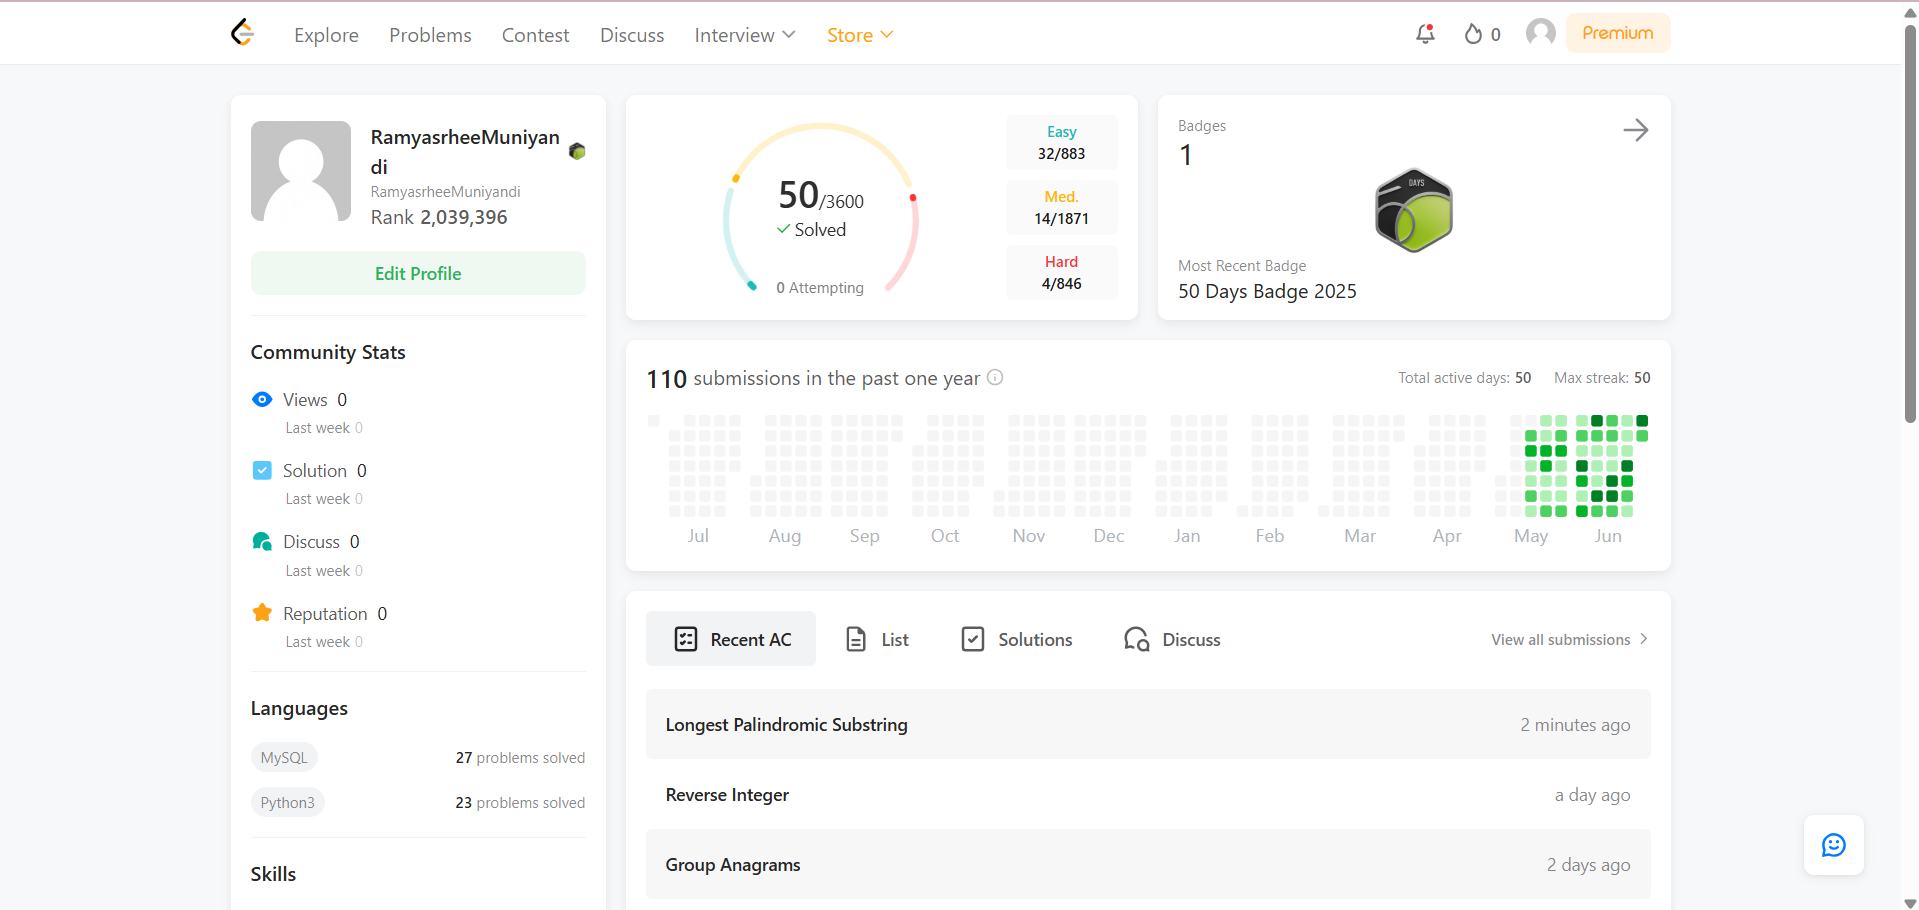 Explore Problems Contest Discuss Interview Store 0 Premium
RamyasrheeMuniyan
di
RamyasrheeMuniyandi
Rank 2,039,396
Edit Profile
Community Stats
Views 0
Last week 0
Solution 0
Last week 0
Discuss 0
Last week 0
Reputation 0
Last week 0
Languages
MySQL 27 problems solved
Python3 23 problems solved
Skills
50/3600
Solved
0 Attempting
Easy
32/883
Med.
14/1871
Hard
4/846
Badges
1
DAYS
Most Recent Badge
50 Days Badge 2025
110 submissions in the past one year Total active days: 50 Max streak: 50
Jul Aug Sep Oct Nov Dec Jan Feb Mar Apr May Jun
Recent AC List Solutions Discuss View all submissions
Longest Palindromic Substring 2 minutes ago
Reverse Integer a day ago
Group Anagrams 2 days ago